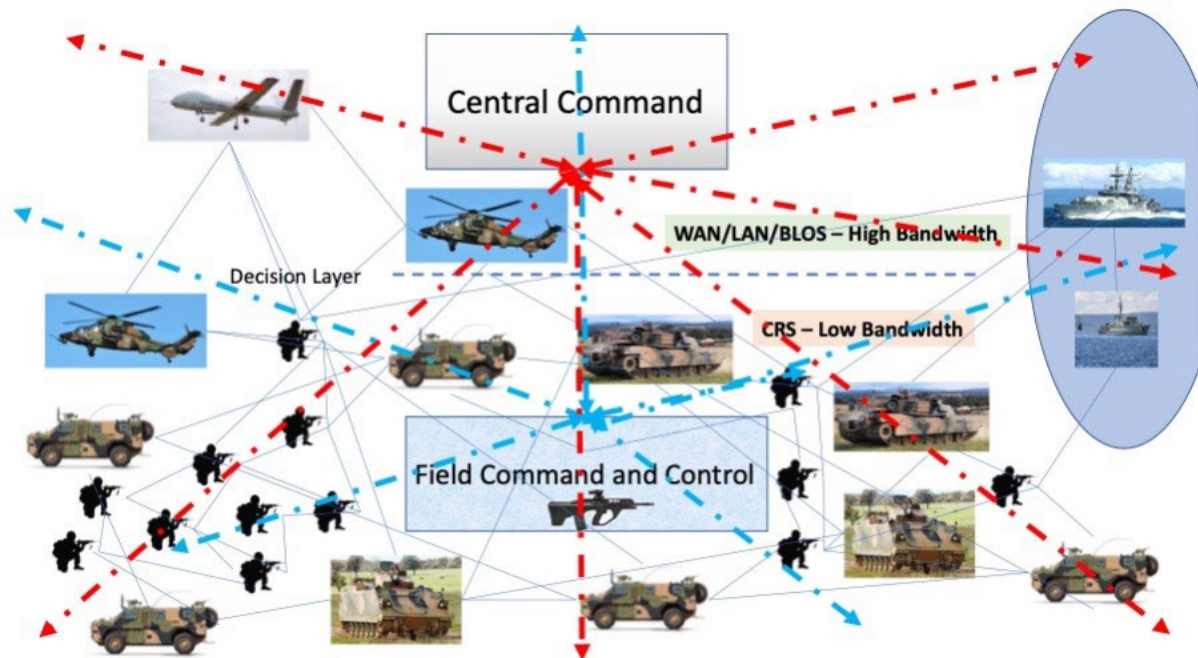 Central Command
WAN/LAN/BLOS – High Bandwidth
Decision Layer
CRS – Low Bandwidth
Field Command and Control